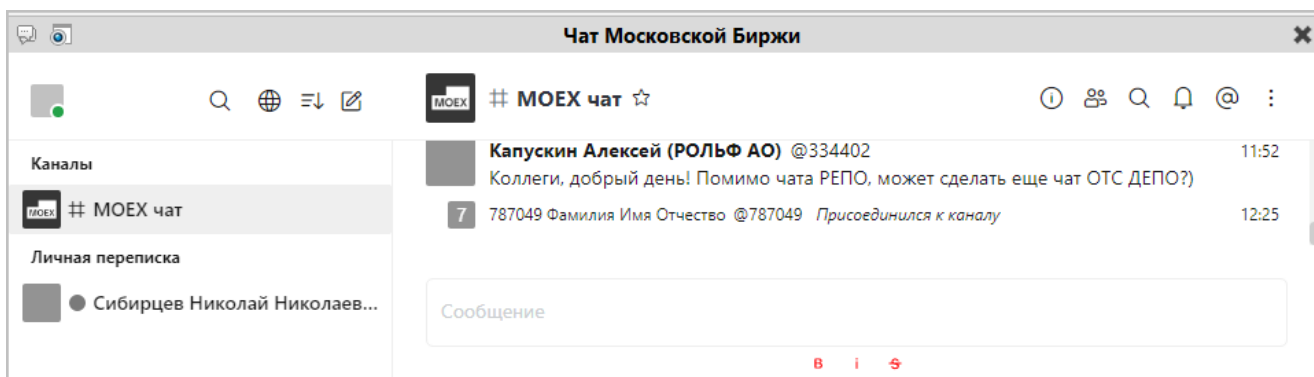 Чат Московской Биржи
MOEX # MOEX чат
Каналы
MOEX # MOEX чат
Личная переписка
Сибирцев Николай Николаев...
Капускин Алексей (РОЛЬФ АО) @334402 11:52
Коллеги, добрый день! Помимо чата РЕПО, может сделать еще чат ОТС ДЕПО?)
7 787049 Фамилия Имя Отчество @787049 Присоединился к каналу 12:25
Сообщение
B i S